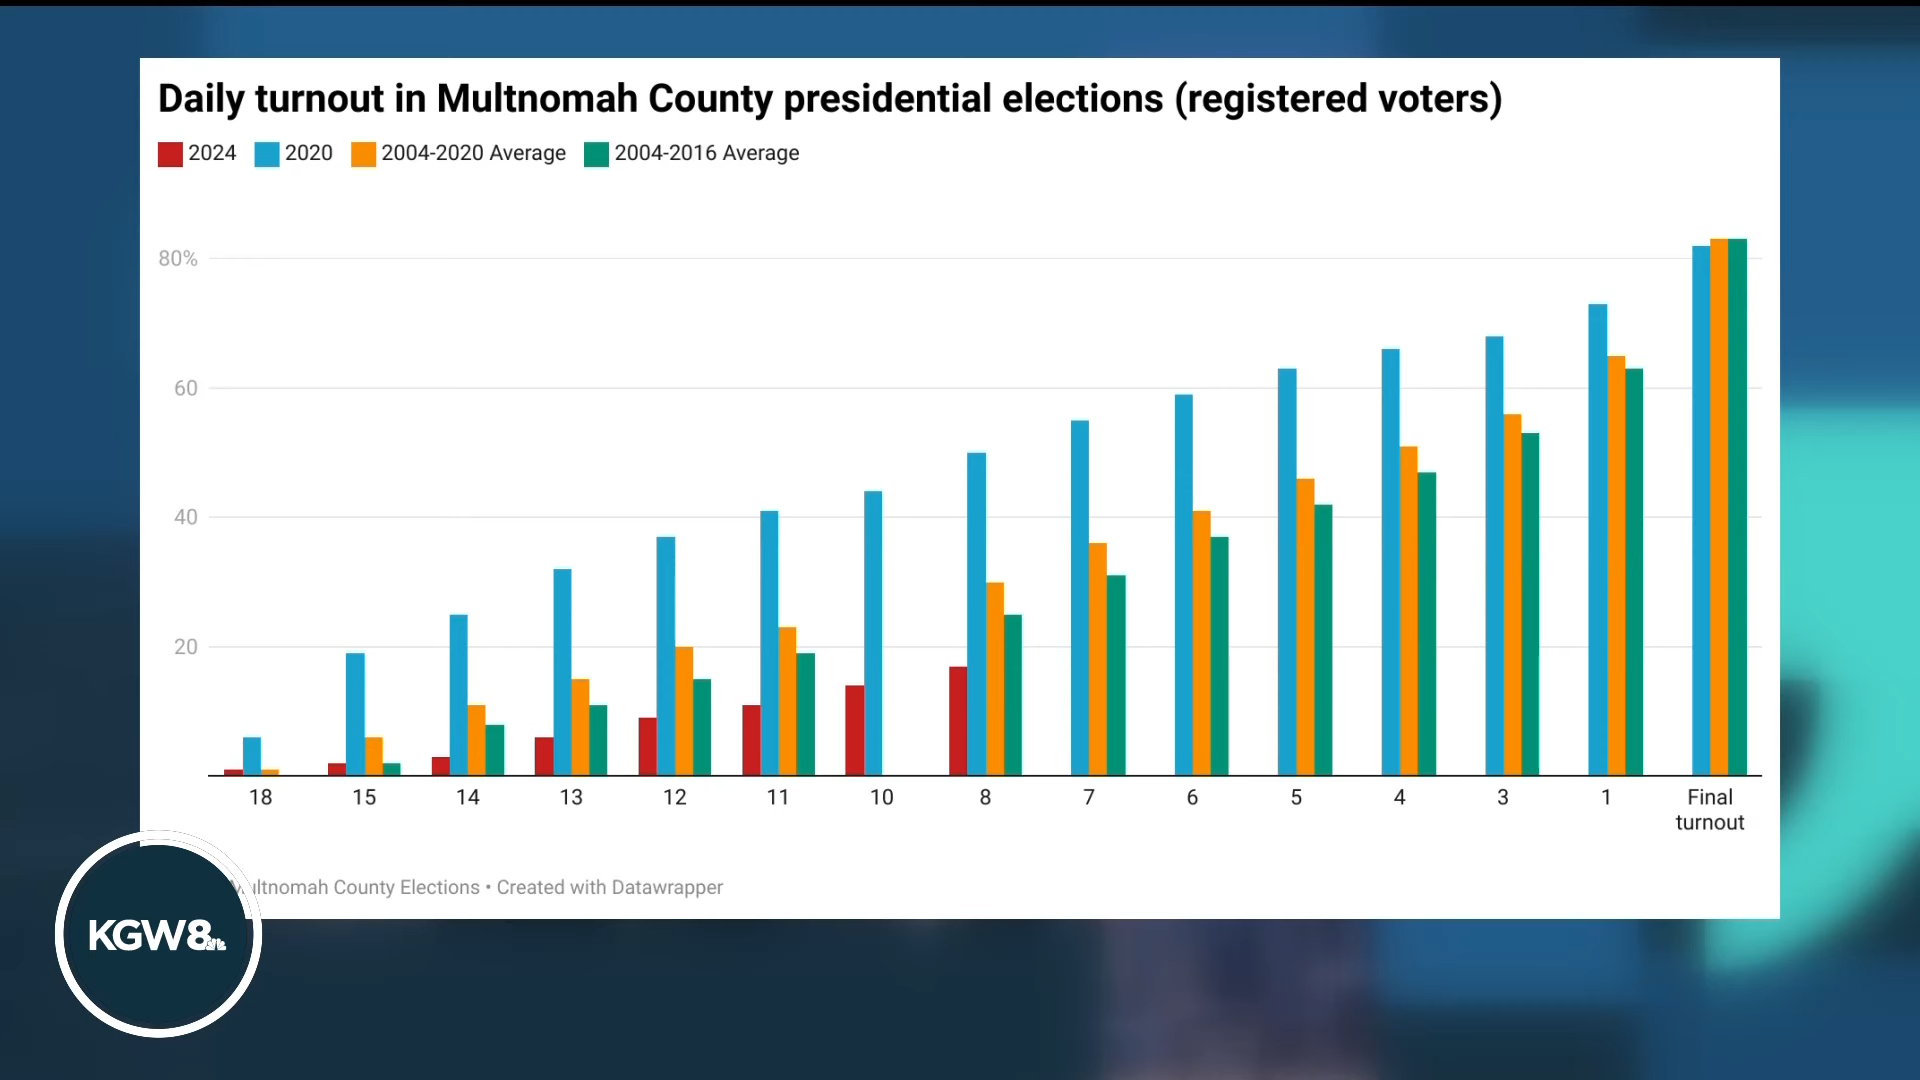 Daily turnout in Multnomah County presidential elections (registered voters)
2024 2020 2004-2020 Average 2004-2016 Average
80%
60
40
20
18 15 14 13 12 11 10 8 7 6 5 4 3 1 Final turnout
Multnomah County Elections • Created with Datawrapper
KGW8